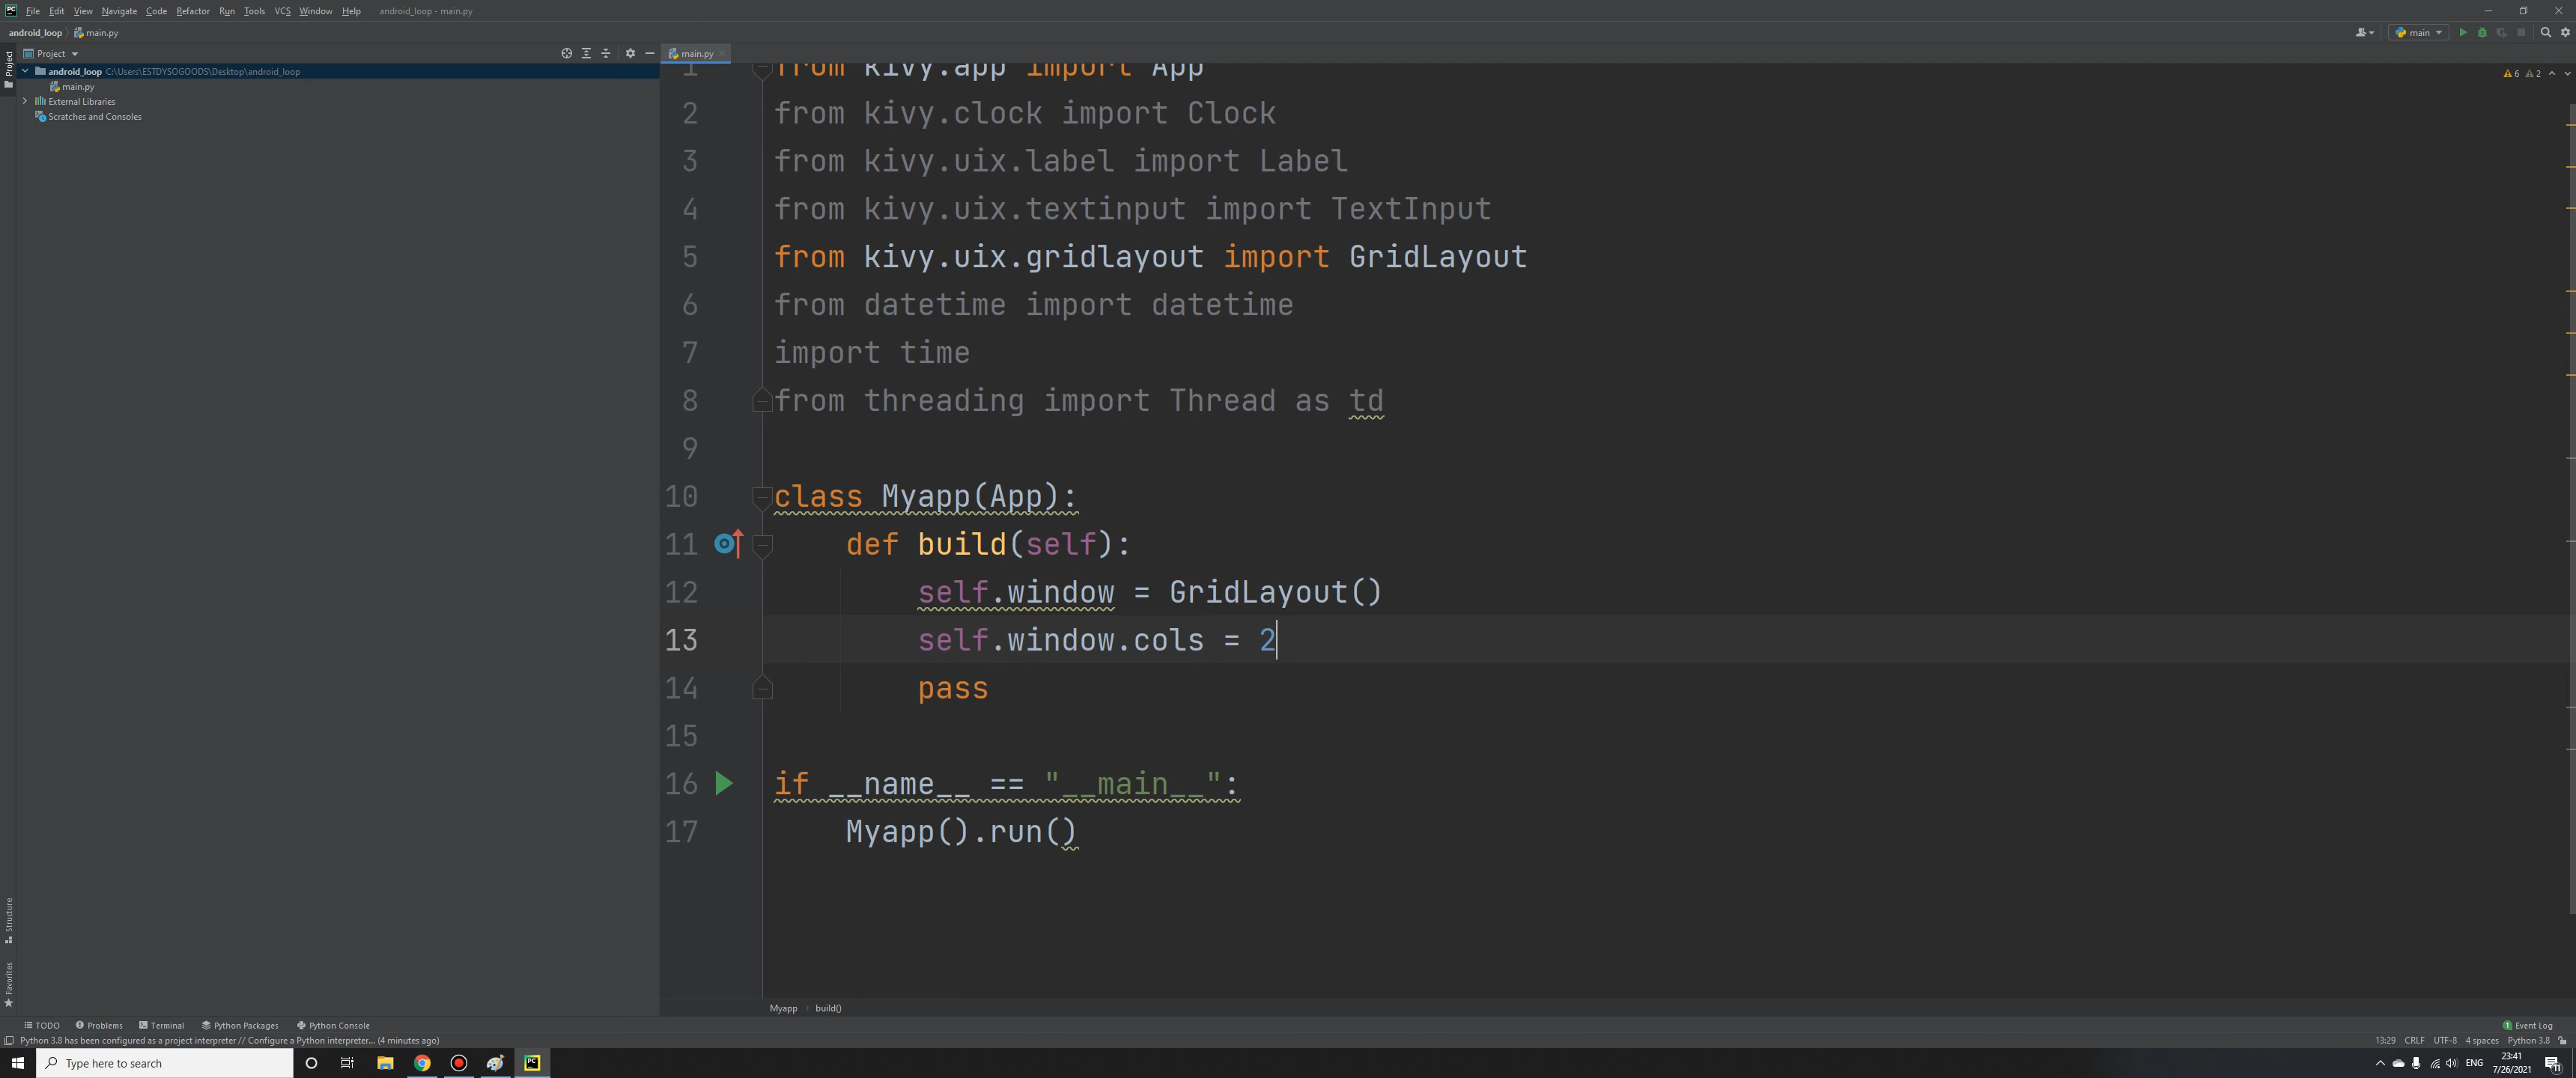 File Edit View Navigate Code Refactor Run Tools VCS Window Help android_loop - main.py
android_loop main.py
main
Project
Project
main.py
android_loop C:\Users\ESTDYSOGOODS\Desktop\android_loop
main.py
External Libraries
Scratches and Consoles
6 2
1 from kivy.app import App
2 from kivy.clock import Clock
3 from kivy.uix.label import Label
4 from kivy.uix.textinput import TextInput
5 from kivy.uix.gridlayout import GridLayout
6 from datetime import datetime
7 import time
8 from threading import Thread as td
9
10 class Myapp(App):
11 def build(self):
12 self.window = GridLayout()
13 self.window.cols = 2
14 pass
15
16 if __name__ == "__main__":
17 Myapp().run()
Structure
Favorites
Myapp build()
TODO Problems Terminal Python Packages Python Console
1 Event Log
Python 3.8 has been configured as a project interpreter // Configure a Python interpreter... (4 minutes ago)
13:29 CRLF UTF-8 4 spaces Python 3.8
Type here to search
ENG
23:41
7/26/2021